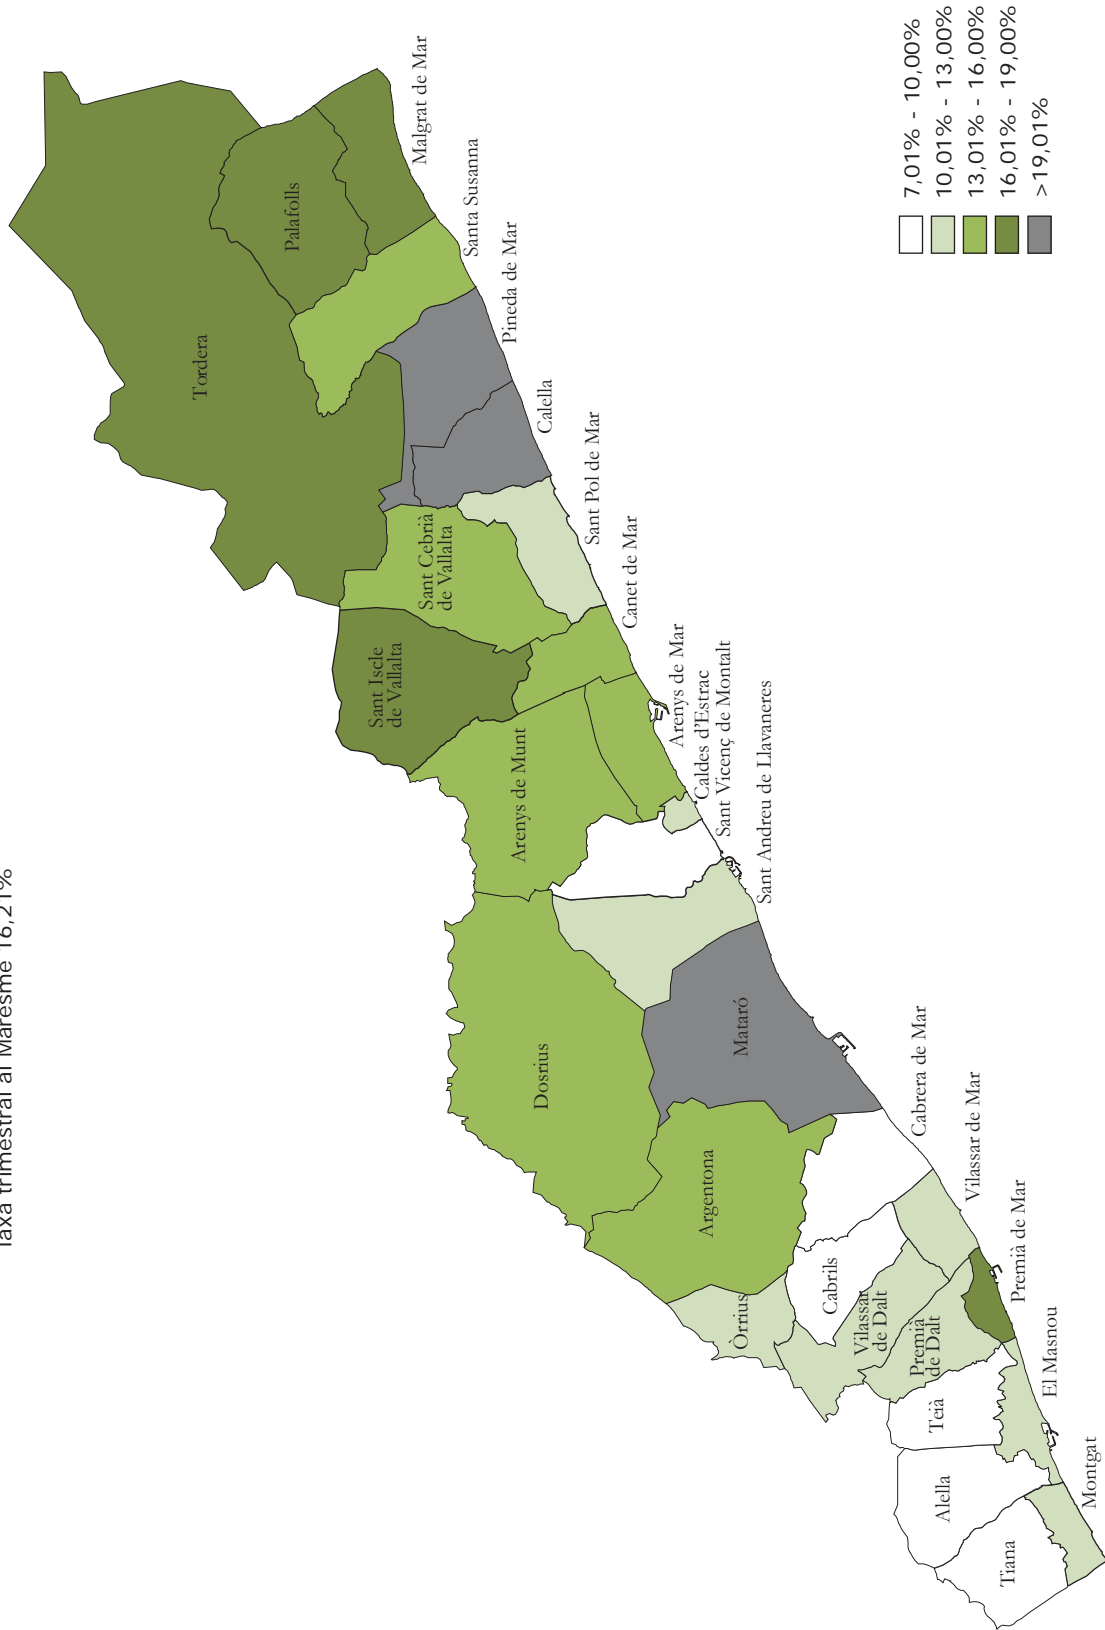 Taxa trimestral al Maresme 16,21%
Tordera
Palafolls
Malgrat de Mar
Santa Susanna
Pineda de Mar
Calella
Sant Pol de Mar
Sant Cebrià
de Vallalta
Canet de Mar
Sant Iscle
de Vallalta
Arenys de Munt
Arenys de Mar
Caldes d'Estrac
Sant Vicenç de Montalt
Sant Andreu de Llavaneres
Dosrius
Mataró
Argentona
Cabrera de Mar
Vilassar de Mar
Cabrils
Òrrius
Vilassar
de Dalt
Premià
de Dalt
Premià de Mar
El Masnou
Teià
Alella
Tiana
Montgat
7,01% - 10,00%
10,01% - 13,00%
13,01% - 16,00%
16,01% - 19,00%
>19,01%